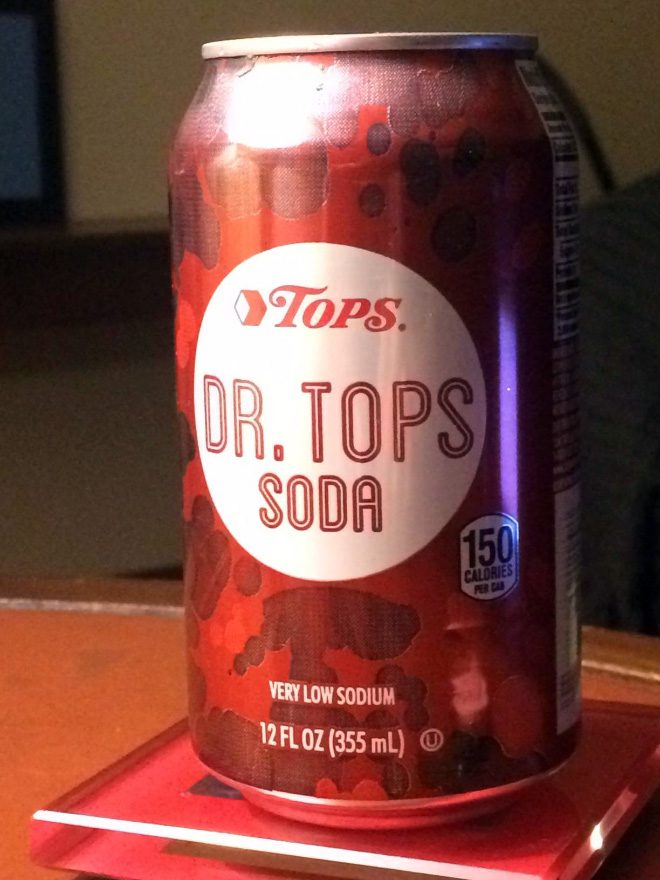 TOPS.
DR. TOPS
SODA
150
CALORIES
PER CAN
VERY LOW SODIUM
12 FL OZ (355 mL) Ⓤ